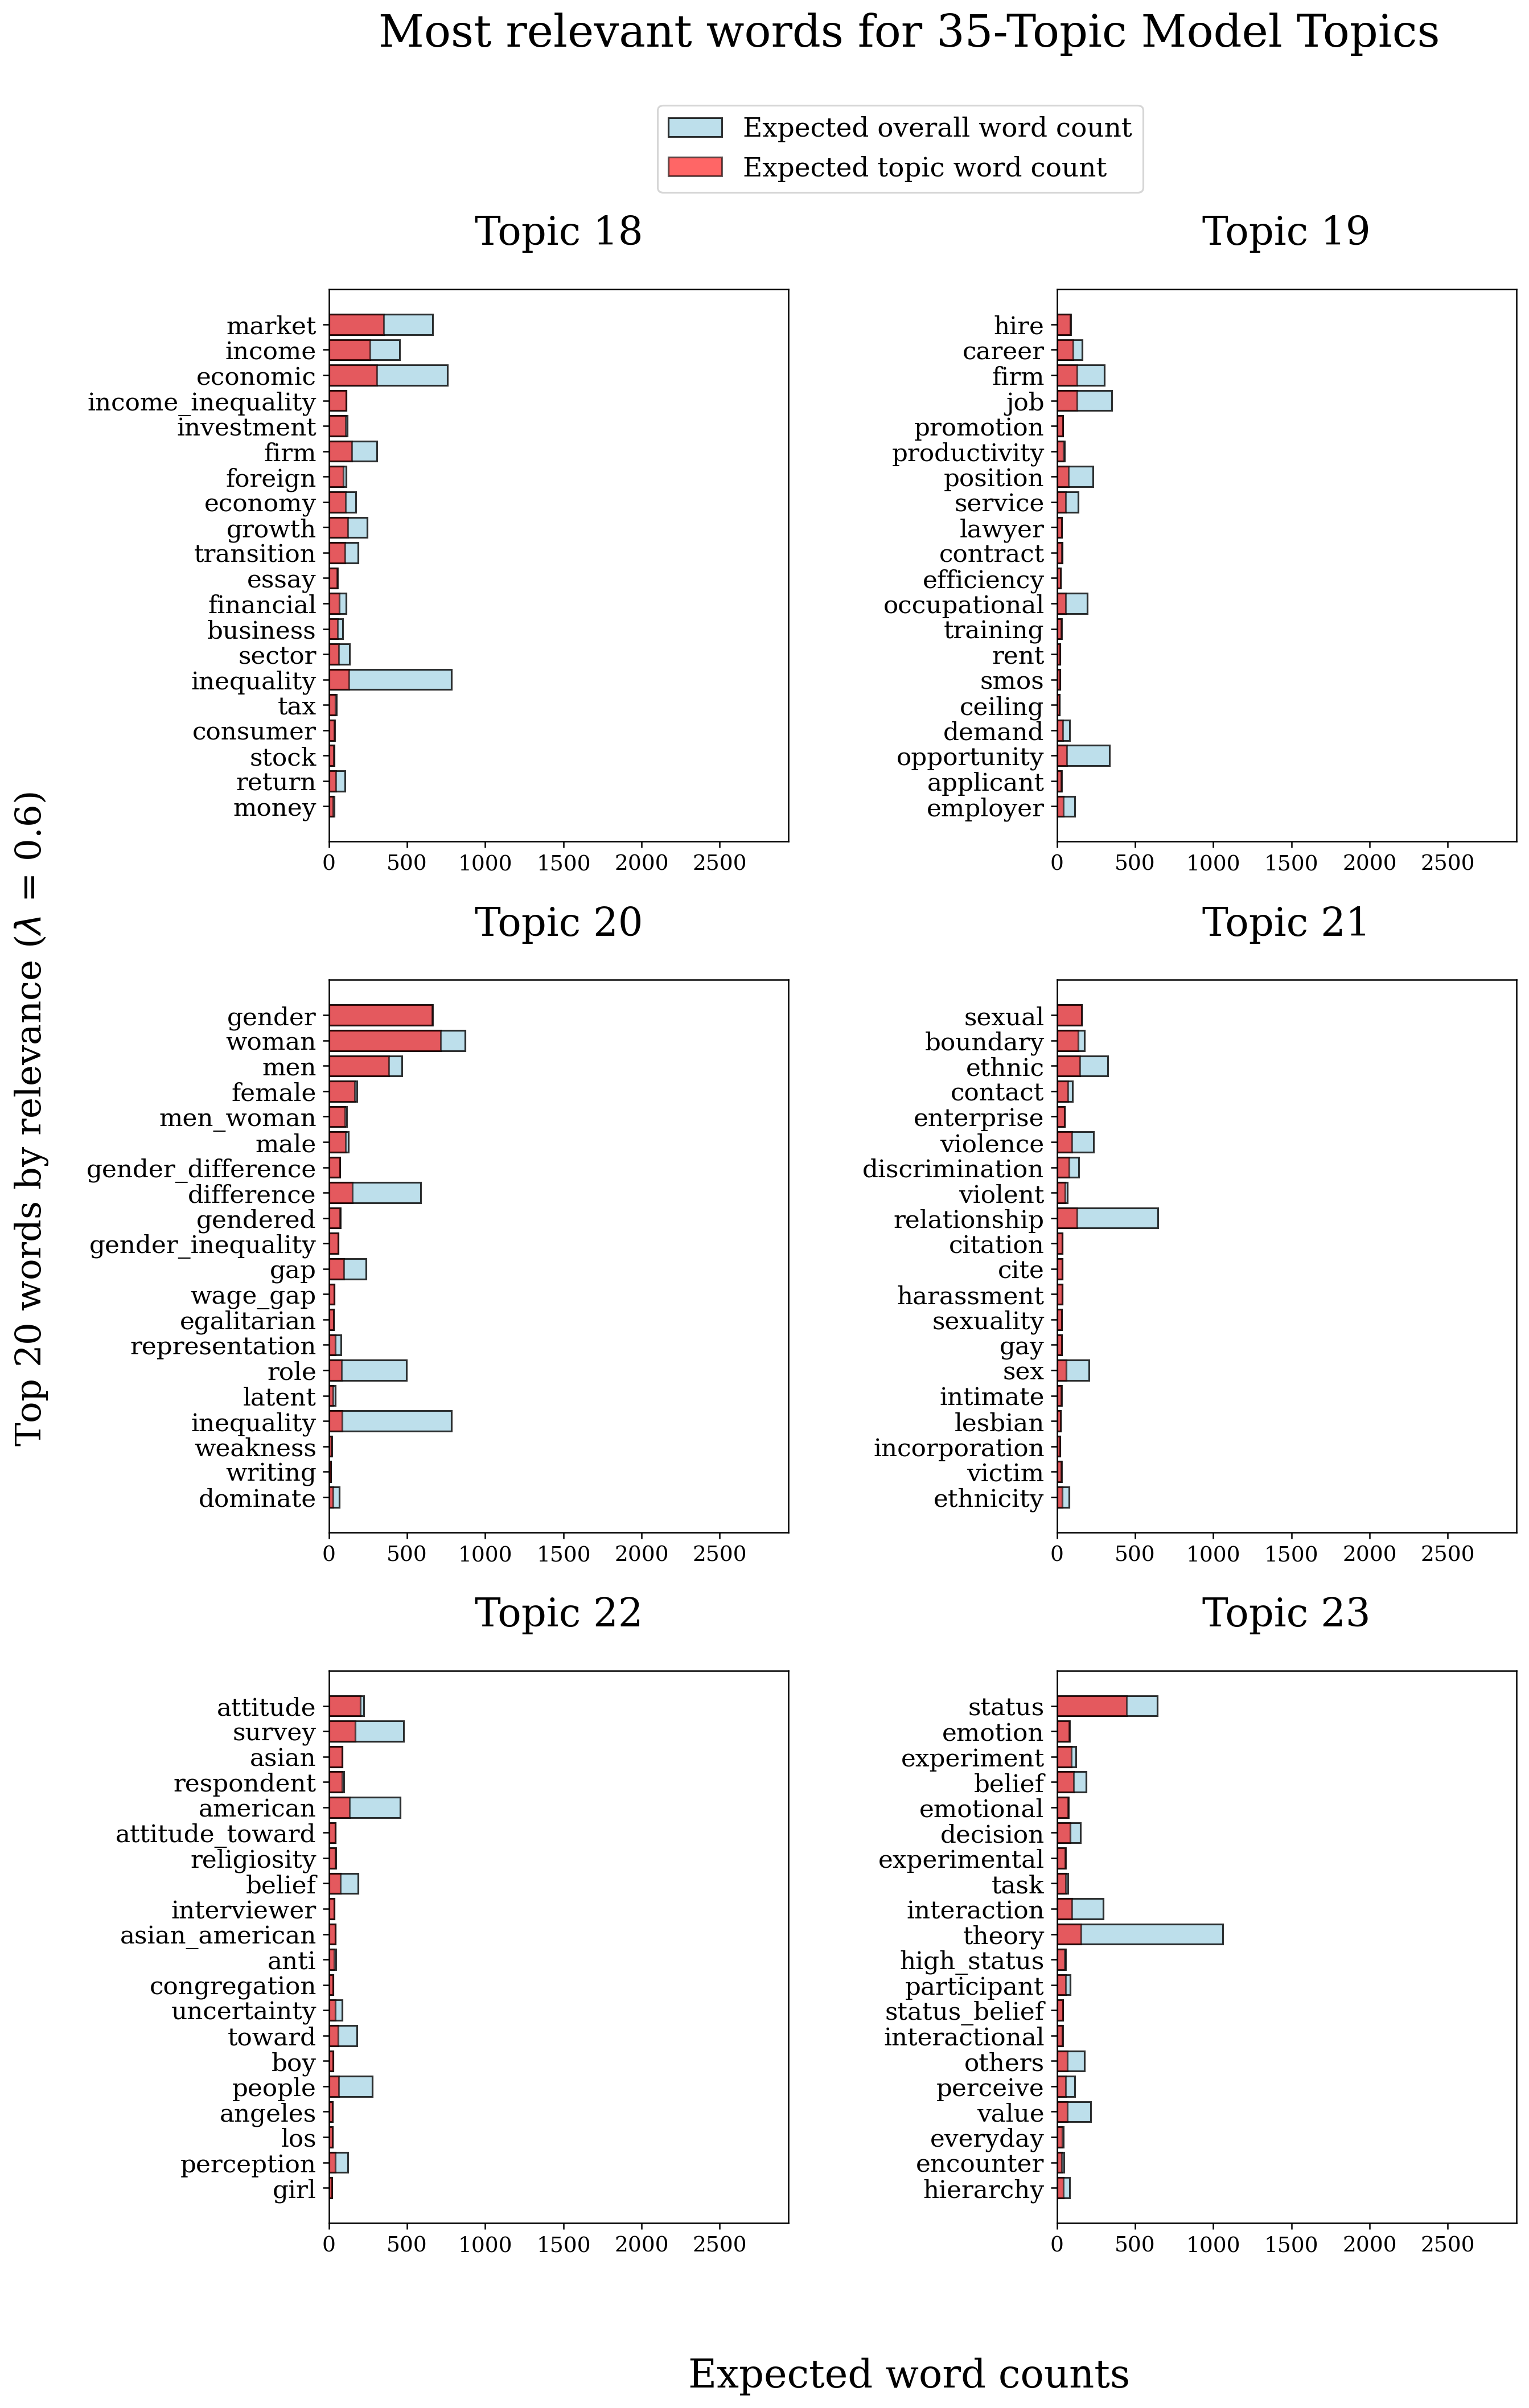 Most relevant words for 35-Topic Model Topics
Expected overall word count
Expected topic word count
Top 20 words by relevance (λ = 0.6)
Topic 18
market
income
economic
income_inequality
investment
firm
foreign
economy
growth
transition
essay
financial
business
sector
inequality
tax
consumer
stock
return
money
0 500 1000 1500 2000 2500
Topic 19
hire
career
firm
job
promotion
productivity
position
service
lawyer
contract
efficiency
occupational
training
rent
smos
ceiling
demand
opportunity
applicant
employer
0 500 1000 1500 2000 2500
Topic 20
gender
woman
men
female
men_woman
male
gender_difference
difference
gendered
gender_inequality
gap
wage_gap
egalitarian
representation
role
latent
inequality
weakness
writing
dominate
0 500 1000 1500 2000 2500
Topic 21
sexual
boundary
ethnic
contact
enterprise
violence
discrimination
violent
relationship
citation
cite
harassment
sexuality
gay
sex
intimate
lesbian
incorporation
victim
ethnicity
0 500 1000 1500 2000 2500
Topic 22
attitude
survey
asian
respondent
american
attitude_toward
religiosity
belief
interviewer
asian_american
anti
congregation
uncertainty
toward
boy
people
angeles
los
perception
girl
0 500 1000 1500 2000 2500
Topic 23
status
emotion
experiment
belief
emotional
decision
experimental
task
interaction
theory
high_status
participant
status_belief
interactional
others
perceive
value
everyday
encounter
hierarchy
0 500 1000 1500 2000 2500
Expected word counts